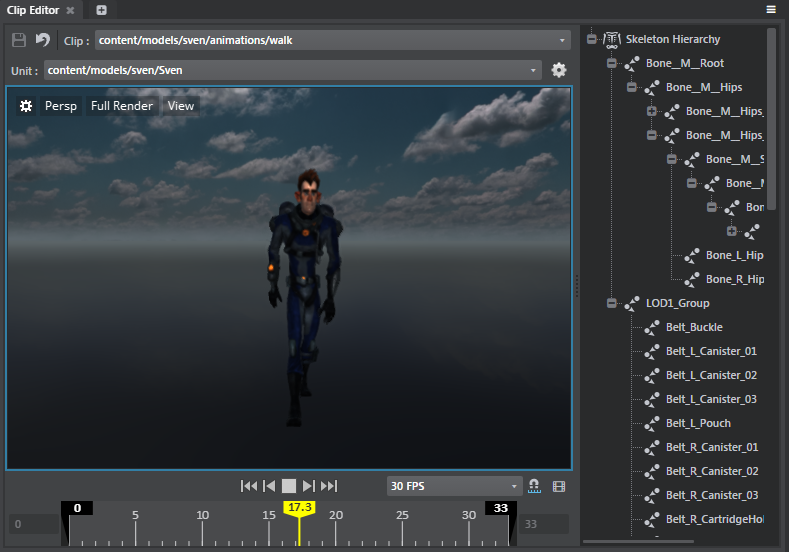 Clip Editor
Clip : content/models/sven/animations/walk
Unit : content/models/sven/Sven
Persp Full Render View
Skeleton Hierarchy
Bone__M__Root
Bone__M__Hips
Bone__M__Hips_
Bone__M__Hips_
Bone__M__S
Bone__M
Bon
Bone_L_Hip
Bone_R_Hip
LOD1_Group
Belt_Buckle
Belt_L_Canister_01
Belt_L_Canister_02
Belt_L_Canister_03
Belt_L_Pouch
Belt_R_Canister_01
Belt_R_Canister_02
Belt_R_Canister_03
Belt_R_CartridgeHol
30 FPS
0 17.3 33
5 10 15 20 25 30
0 33